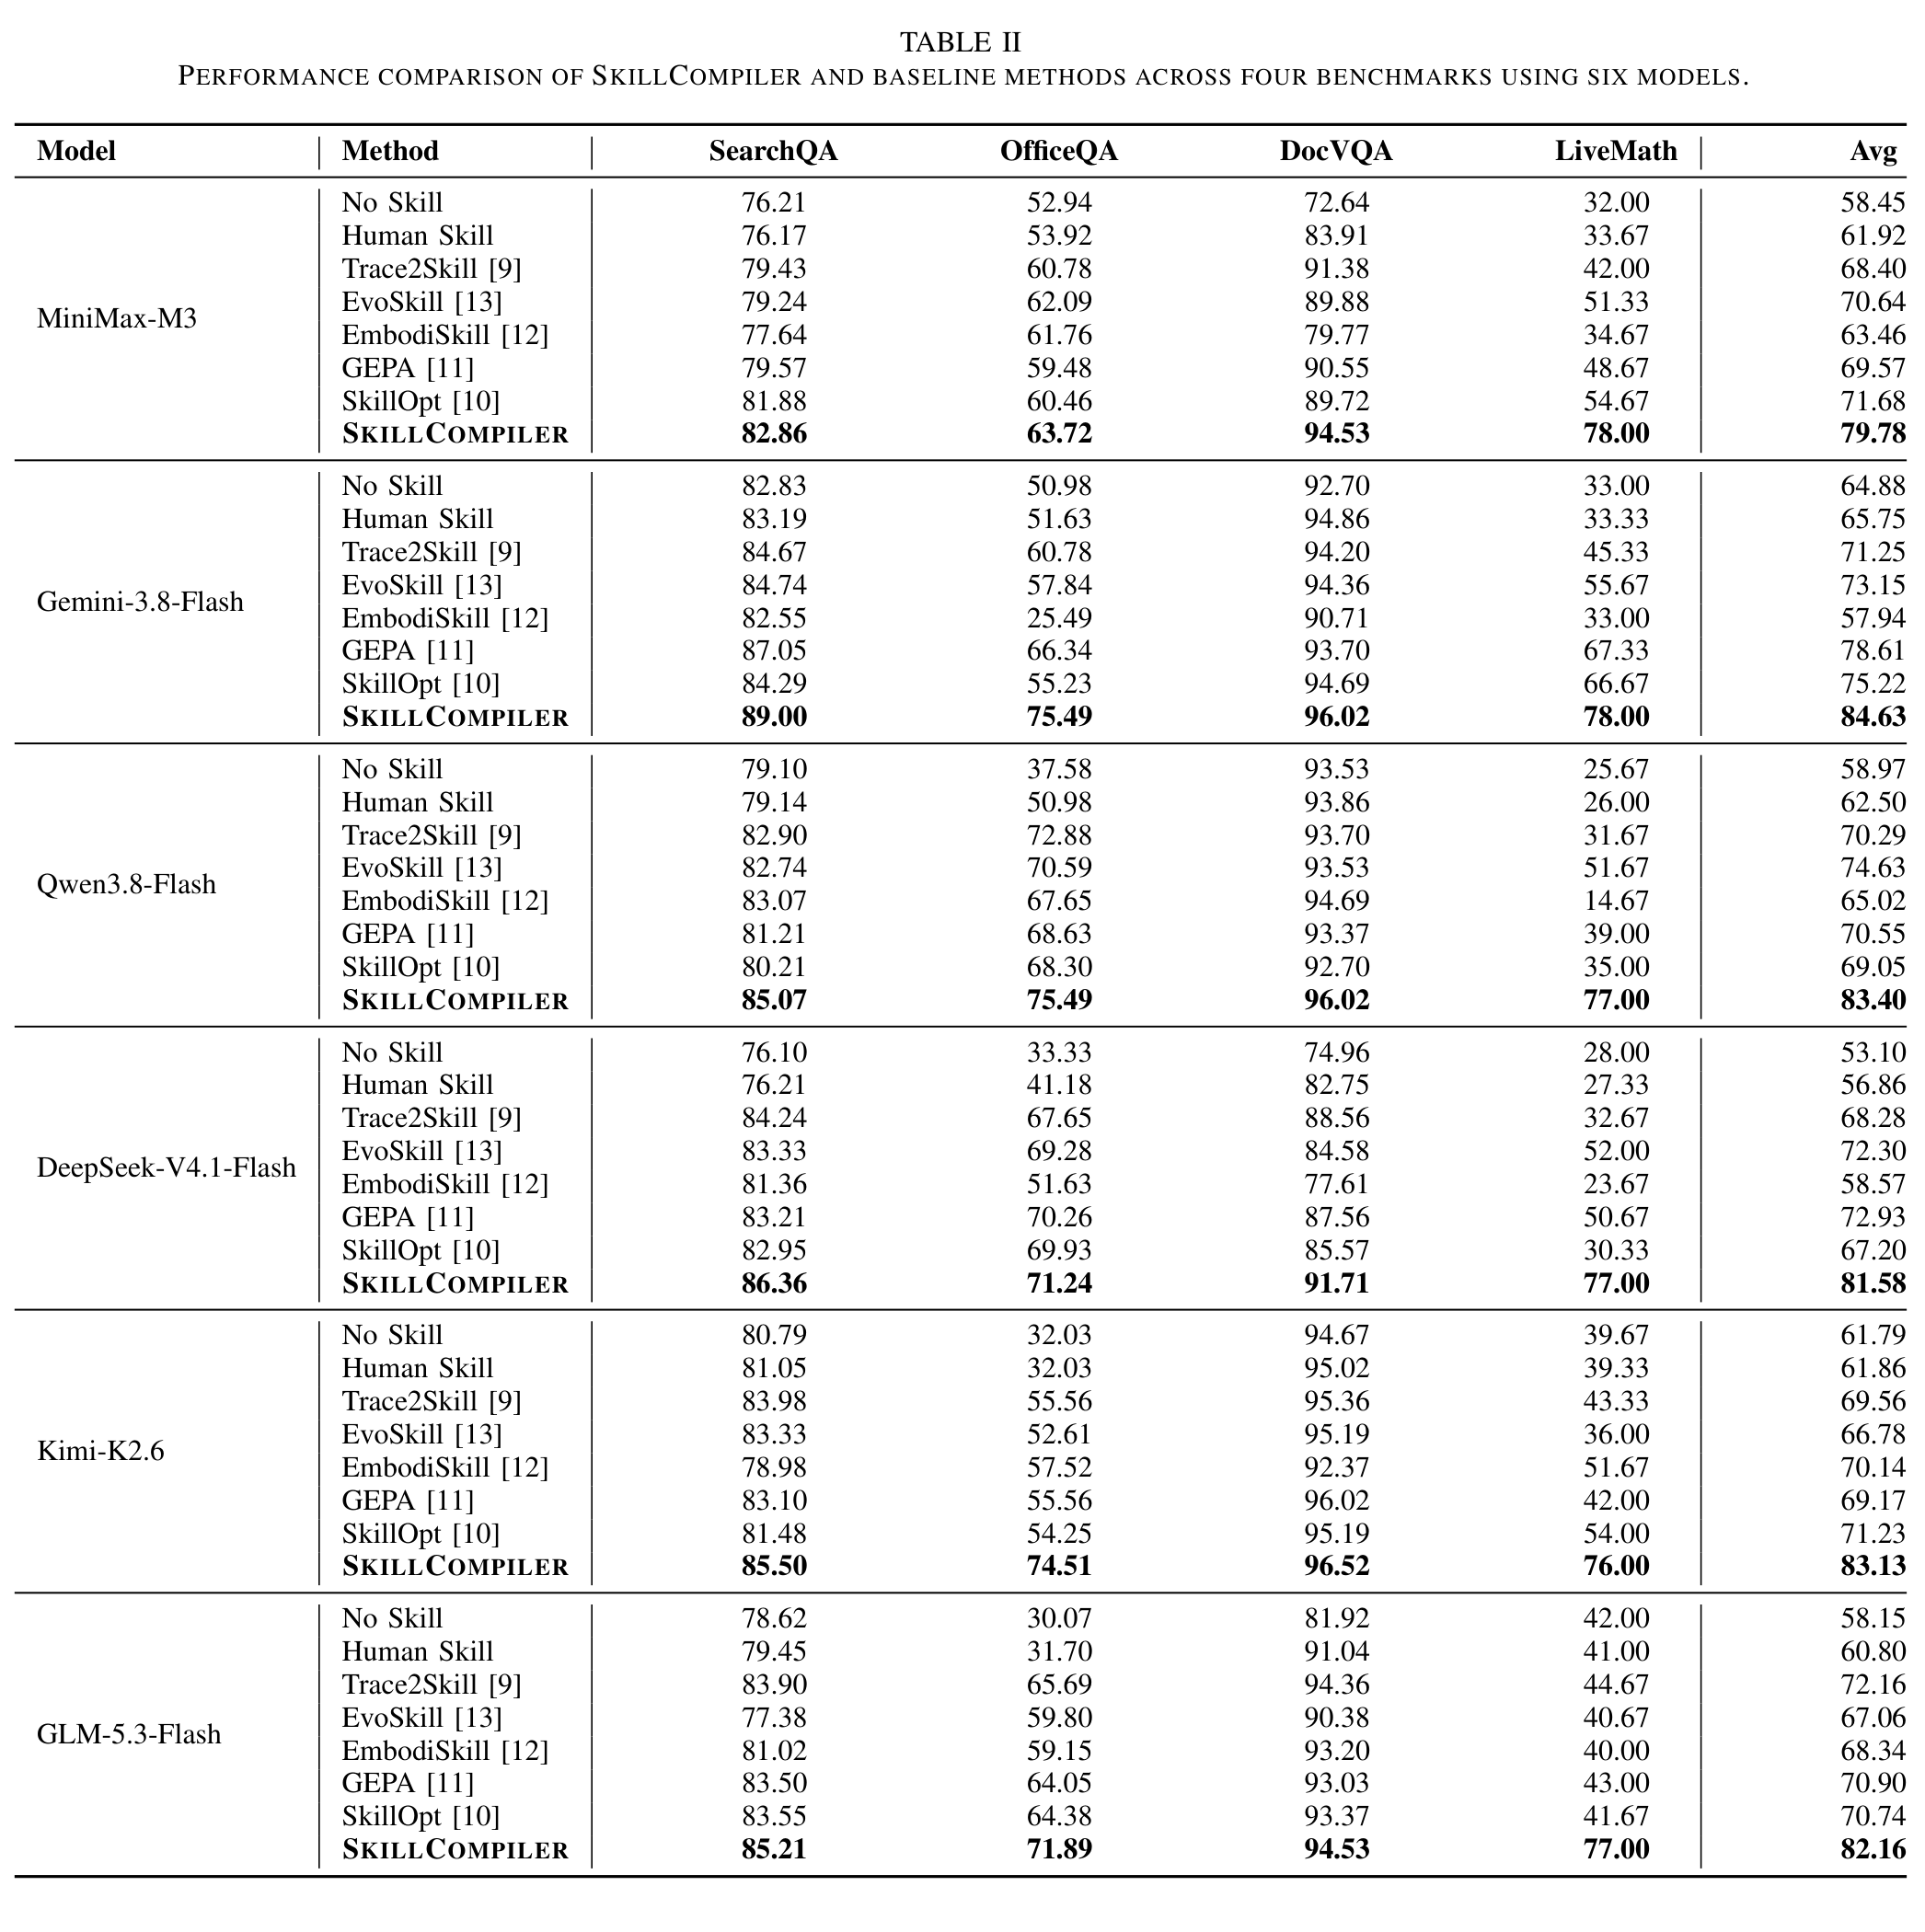 TABLE II
PERFORMANCE COMPARISON OF SKILLCOMPILER AND BASELINE METHODS ACROSS FOUR BENCHMARKS USING SIX MODELS.
Model Method SearchQA OfficeQA DocVQA LiveMath Avg
MiniMax-M3
No Skill 76.21 52.94 72.64 32.00 58.45
Human Skill 76.17 53.92 83.91 33.67 61.92
Trace2Skill [9] 79.43 60.78 91.38 42.00 68.40
EvoSkill [13] 79.24 62.09 89.88 51.33 70.64
EmbodiSkill [12] 77.64 61.76 79.77 34.67 63.46
GEPA [11] 79.57 59.48 90.55 48.67 69.57
SkillOpt [10] 81.88 60.46 89.72 54.67 71.68
SKILLCOMPILER 82.86 63.72 94.53 78.00 79.78
Gemini-3.8-Flash
No Skill 82.83 50.98 92.70 33.00 64.88
Human Skill 83.19 51.63 94.86 33.33 65.75
Trace2Skill [9] 84.67 60.78 94.20 45.33 71.25
EvoSkill [13] 84.74 57.84 94.36 55.67 73.15
EmbodiSkill [12] 82.55 25.49 90.71 33.00 57.94
GEPA [11] 87.05 66.34 93.70 67.33 78.61
SkillOpt [10] 84.29 55.23 94.69 66.67 75.22
SKILLCOMPILER 89.00 75.49 96.02 78.00 84.63
Qwen3.8-Flash
No Skill 79.10 37.58 93.53 25.67 58.97
Human Skill 79.14 50.98 93.86 26.00 62.50
Trace2Skill [9] 82.90 72.88 93.70 31.67 70.29
EvoSkill [13] 82.74 70.59 93.53 51.67 74.63
EmbodiSkill [12] 83.07 67.65 94.69 14.67 65.02
GEPA [11] 81.21 68.63 93.37 39.00 70.55
SkillOpt [10] 80.21 68.30 92.70 35.00 69.05
SKILLCOMPILER 85.07 75.49 96.02 77.00 83.40
DeepSeek-V4.1-Flash
No Skill 76.10 33.33 74.96 28.00 53.10
Human Skill 76.21 41.18 82.75 27.33 56.86
Trace2Skill [9] 84.24 67.65 88.56 32.67 68.28
EvoSkill [13] 83.33 69.28 84.58 52.00 72.30
EmbodiSkill [12] 81.36 51.63 77.61 23.67 58.57
GEPA [11] 83.21 70.26 87.56 50.67 72.93
SkillOpt [10] 82.95 69.93 85.57 30.33 67.20
SKILLCOMPILER 86.36 71.24 91.71 77.00 81.58
Kimi-K2.6
No Skill 80.79 32.03 94.67 39.67 61.79
Human Skill 81.05 32.03 95.02 39.33 61.86
Trace2Skill [9] 83.98 55.56 95.36 43.33 69.56
EvoSkill [13] 83.33 52.61 95.19 36.00 66.78
EmbodiSkill [12] 78.98 57.52 92.37 51.67 70.14
GEPA [11] 83.10 55.56 96.02 42.00 69.17
SkillOpt [10] 81.48 54.25 95.19 54.00 71.23
SKILLCOMPILER 85.50 74.51 96.52 76.00 83.13
GLM-5.3-Flash
No Skill 78.62 30.07 81.92 42.00 58.15
Human Skill 79.45 31.70 91.04 41.00 60.80
Trace2Skill [9] 83.90 65.69 94.36 44.67 72.16
EvoSkill [13] 77.38 59.80 90.38 40.67 67.06
EmbodiSkill [12] 81.02 59.15 93.20 40.00 68.34
GEPA [11] 83.50 64.05 93.03 43.00 70.90
SkillOpt [10] 83.55 64.38 93.37 41.67 70.74
SKILLCOMPILER 85.21 71.89 94.53 77.00 82.16